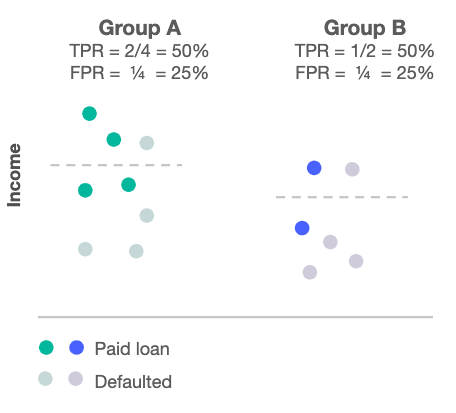 Group A
TPR = 2/4 = 50%
FPR = ¼ = 25%
Group B
TPR = 1/2 = 50%
FPR = ¼ = 25%
Income
Paid loan
Defaulted